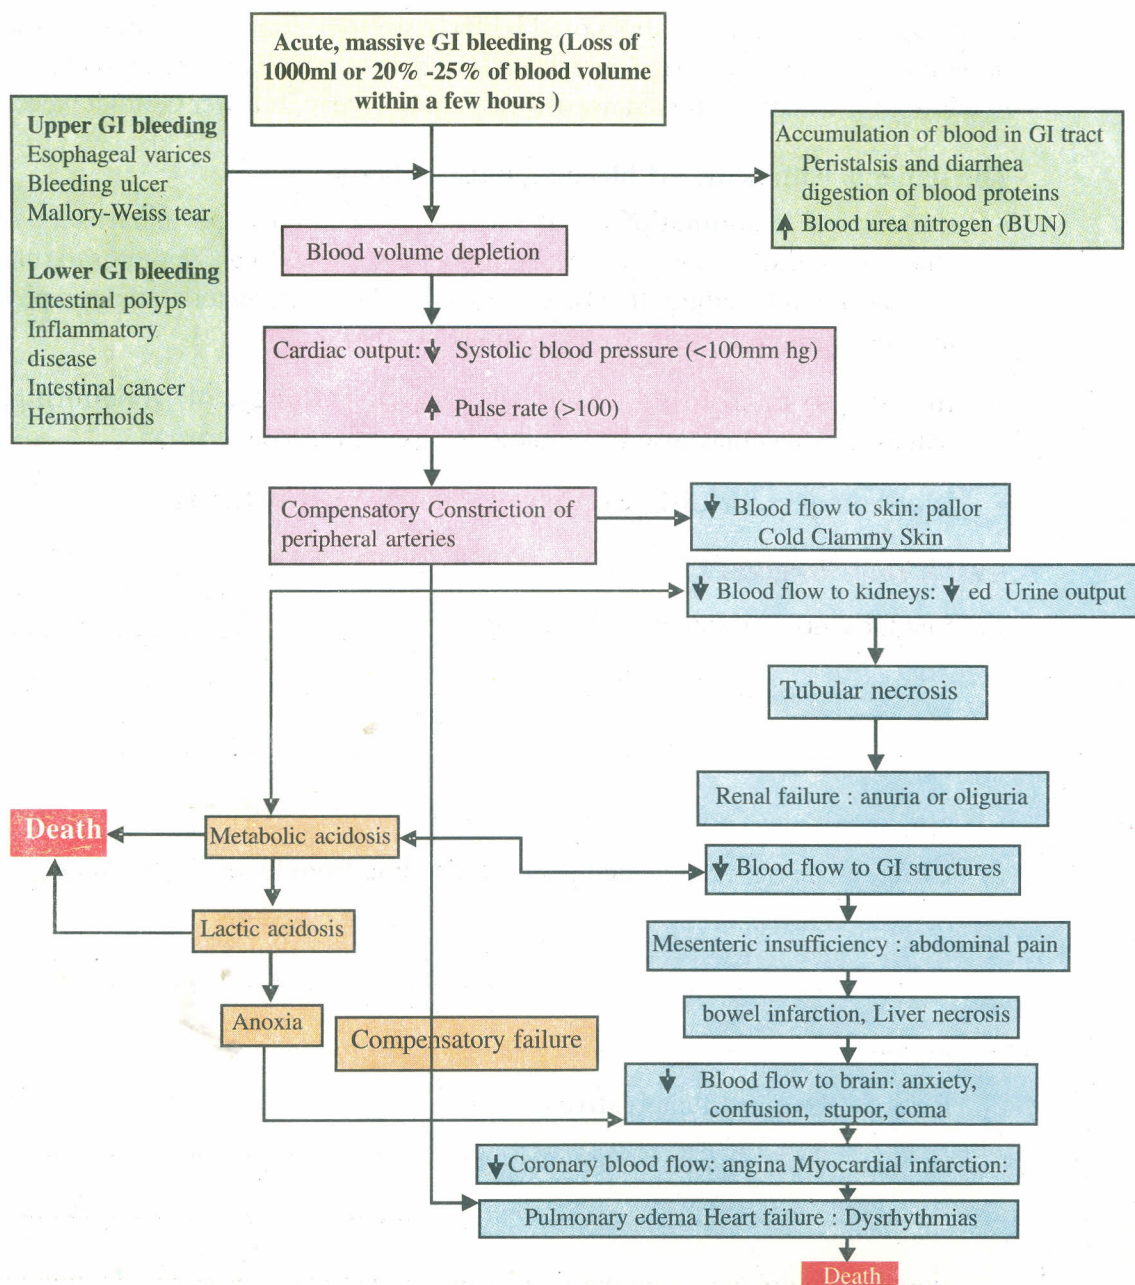 Acute, massive GI bleeding (Loss of
1000ml or 20% -25% of blood volume
within a few hours )
Upper GI bleeding
Esophageal varices
Bleeding ulcer
Mallory-Weiss tear
Lower GI bleeding
Intestinal polyps
Inflammatory
disease
Intestinal cancer
Hemorrhoids
Accumulation of blood in GI tract
Peristalsis and diarrhea
digestion of blood proteins
↑ Blood urea nitrogen (BUN)
Blood volume depletion
Cardiac output: ↓ Systolic blood pressure (<100mm hg)
↑ Pulse rate (>100)
Compensatory Constriction of
peripheral arteries
↓ Blood flow to skin: pallor
Cold Clammy Skin
↓ Blood flow to kidneys: ↓ ed Urine output
Tubular necrosis
Renal failure : anuria or oliguria
Death
Metabolic acidosis
↓ Blood flow to GI structures
Lactic acidosis
Mesenteric insufficiency : abdominal pain
Anoxia
Compensatory failure
bowel infarction, Liver necrosis
↓ Blood flow to brain: anxiety,
confusion, stupor, coma
↓ Coronary blood flow: angina Myocardial infarction:
Pulmonary edema Heart failure : Dysrhythmias
Death